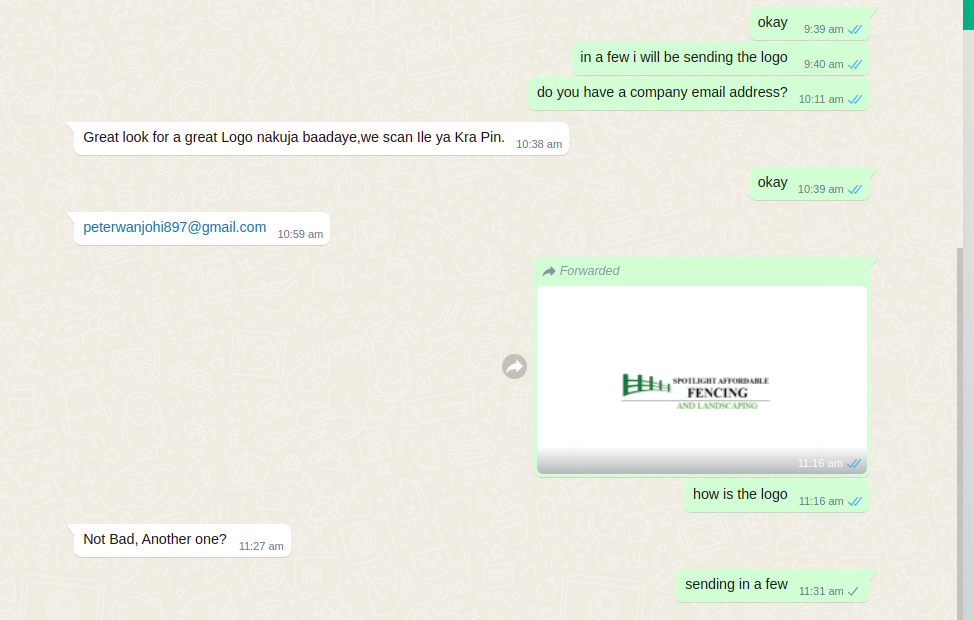 okay 9:39 am
in a few i will be sending the logo 9:40 am
do you have a company email address? 10:11 am
Great look for a great Logo nakuja baadaye,we scan Ile ya Kra Pin. 10:38 am
okay 10:39 am
peterwanjohi897@gmail.com 10:59 am
Forwarded
SPOTLIGHT AFFORDABLE
FENCING
AND LANDSCAPING
11:16 am
how is the logo 11:16 am
Not Bad, Another one? 11:27 am
sending in a few 11:31 am